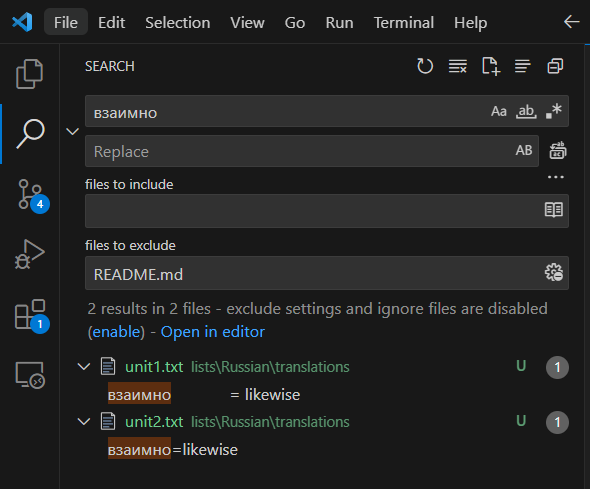 File Edit Selection View Go Run Terminal Help
SEARCH
взаимно Aa ab
Replace AB
files to include
files to exclude
README.md
2 results in 2 files - exclude settings and ignore files are disabled
(enable) - Open in editor
unit1.txt lists\Russian\translations U 1
взаимно = likewise
unit2.txt lists\Russian\translations U 1
взаимно=likewise
4
1